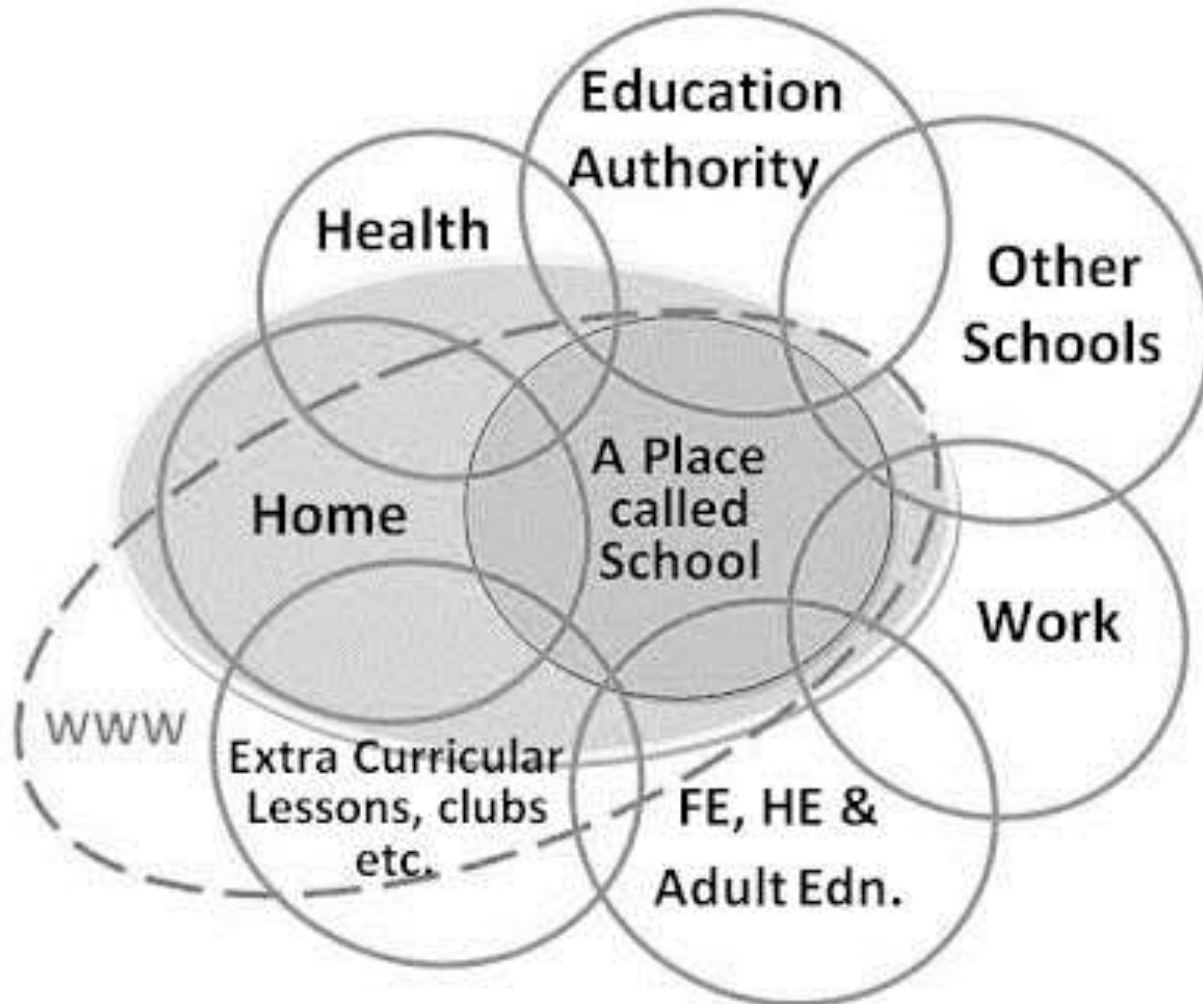 Education
Authority
Health
Other
Schools
A Place
called
School
Home
Work
WWW
Extra Curricular
Lessons, clubs
etc.
FE, HE &
Adult Edn.